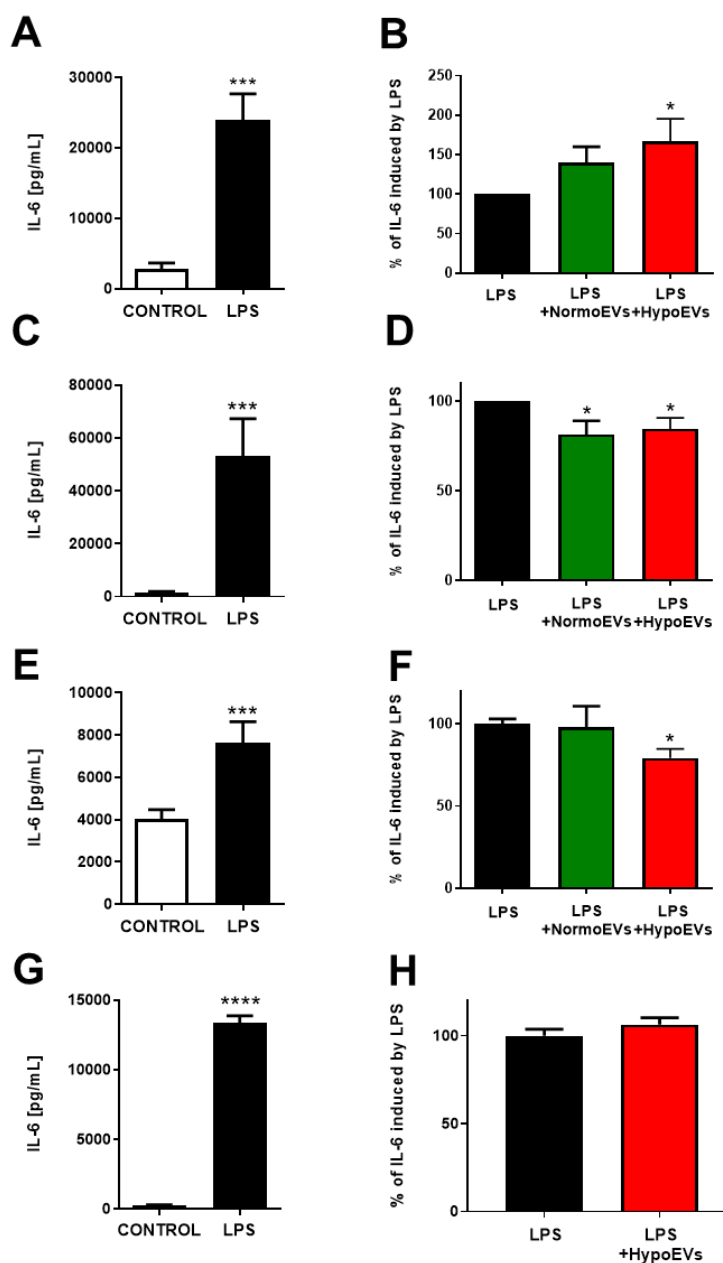 A
IL-6 [pg/mL]
30000
20000
10000
0
***
CONTROL LPS
B
% of IL-6 induced by LPS
250
200
150
100
50
0
*
LPS LPS LPS
+NormoEVs +HypoEVs
C
IL-6 [pg/mL]
80000
60000
40000
20000
0
***
CONTROL LPS
D
% of IL-6 induced by LPS
100
50
0
* *
LPS LPS LPS
+NormoEVs +HypoEVs
E
IL-6 [pg/mL]
10000
8000
6000
4000
2000
0
***
CONTROL LPS
F
% of IL-6 induced by LPS
100
50
0
*
LPS LPS LPS
+NormoEVs +HypoEVs
G
IL-6 [pg/mL]
15000
10000
5000
0
****
CONTROL LPS
H
% of IL-6 induced by LPS
100
50
0
LPS LPS
+HypoEVs